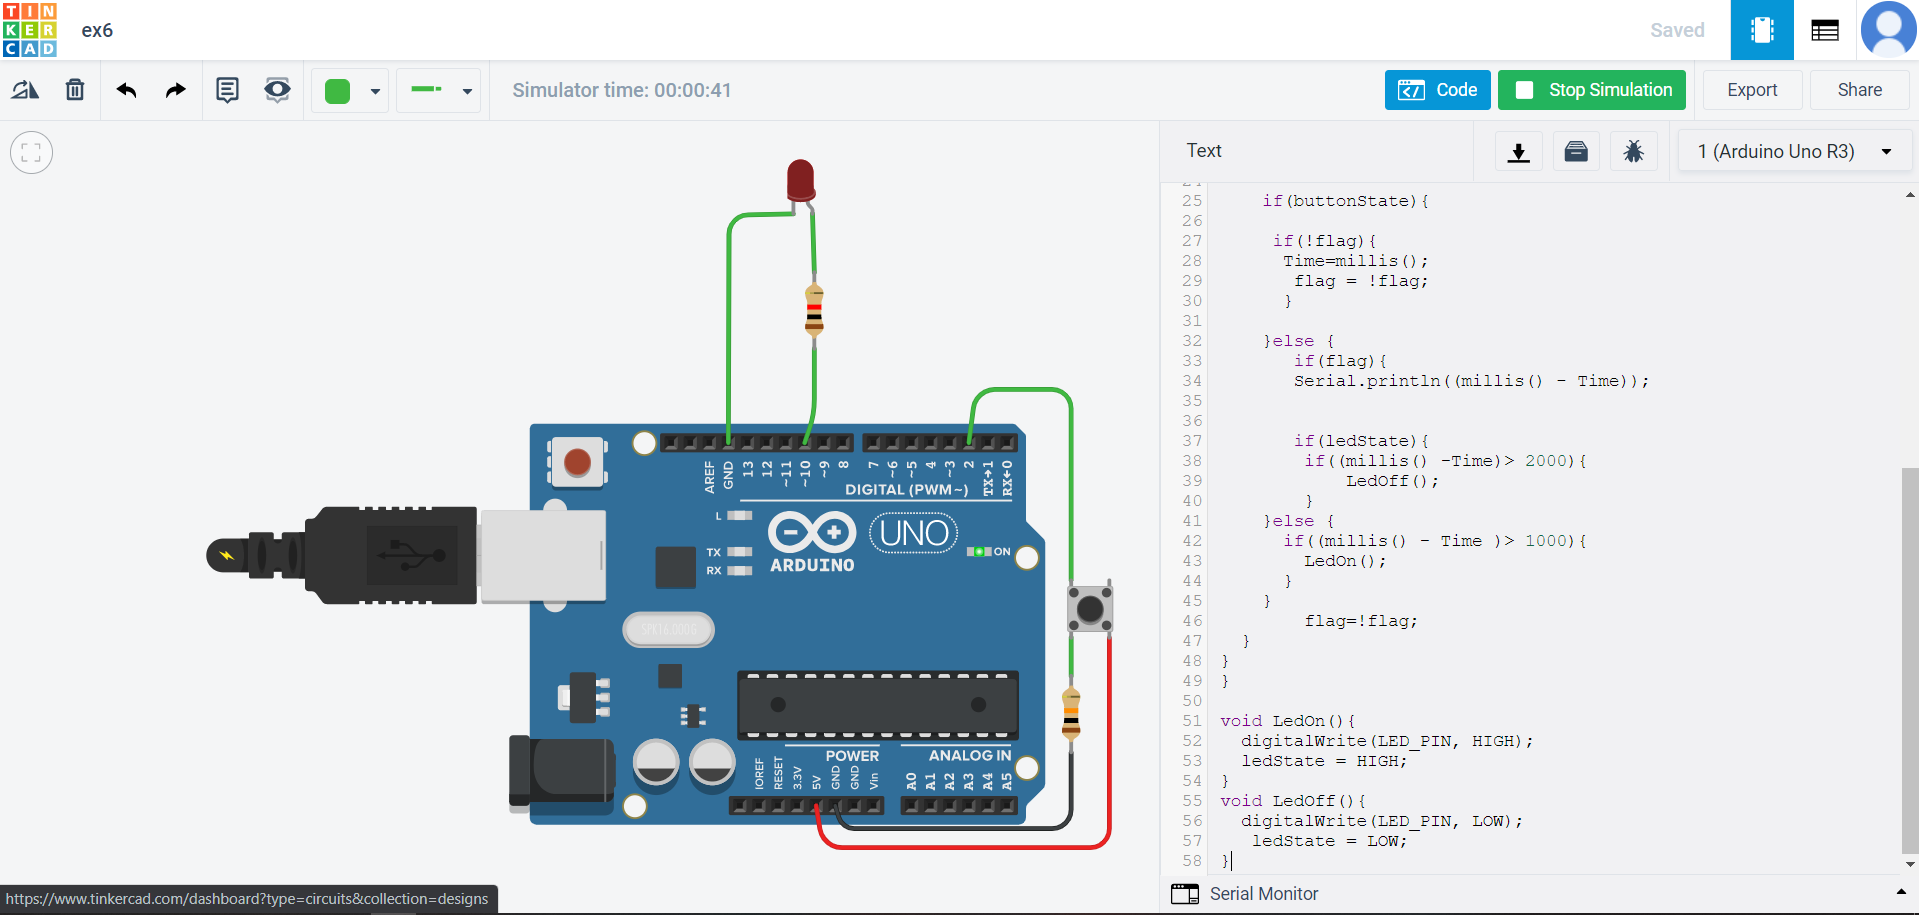 TIN
KER
CAD
ex6
Saved
Simulator time: 00:00:41
Code
Stop Simulation
Export
Share
Text
1 (Arduino Uno R3)
25 if(buttonState){
26
27 if(!flag){
28 Time=millis();
29 flag = !flag;
30 }
31
32 }else {
33 if(flag){
34 Serial.println((millis() - Time));
35
36
37 if(ledState){
38 if((millis() -Time)> 2000){
39 LedOff();
40 }
41 }else {
42 if((millis() - Time )> 1000){
43 LedOn();
44 }
45 }
46 flag=!flag;
47 }
48 }
49 }
50
51 void LedOn(){
52 digitalWrite(LED_PIN, HIGH);
53 ledState = HIGH;
54 }
55 void LedOff(){
56 digitalWrite(LED_PIN, LOW);
57 ledState = LOW;
58 }
Serial Monitor
AREF
GND
13
12
~11
~10
~9
8
7
~6
~5
4
~3
2
TX→1
RX←0
DIGITAL (PWM~)
L
TX
RX
ARDUINO
UNO
ON
SPK16.000G
POWER
ANALOG IN
IOREF
RESET
3.3V
5V
GND
GND
Vin
A0
A1
A2
A3
A4
A5
https://www.tinkercad.com/dashboard?type=circuits&collection=designs